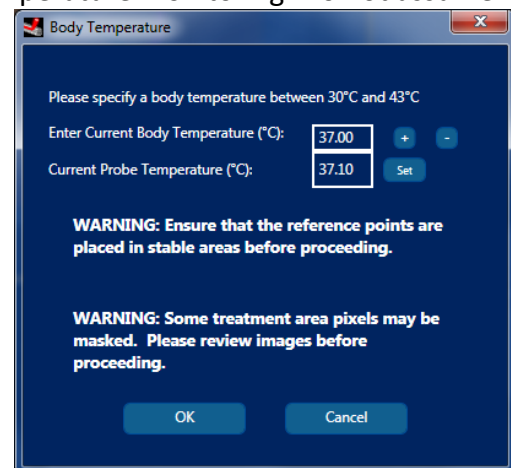 Body Temperature
x
Please specify a body temperature between 30°C and 43°C
Enter Current Body Temperature (°C): 37.00 + -
Current Probe Temperature (°C): 37.10 Set
WARNING: Ensure that the reference points are
placed in stable areas before proceeding.
WARNING: Some treatment area pixels may be
masked. Please review images before
proceeding.
OK Cancel